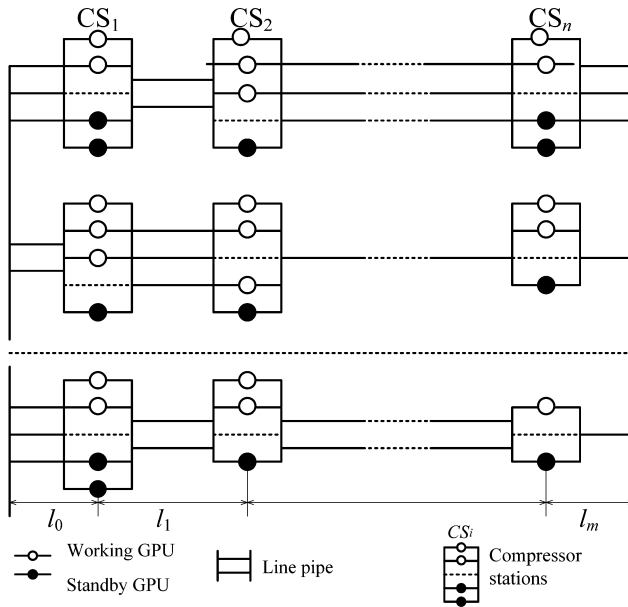 CS₁ CS₂ CSₙ
l₀ l₁ lₘ
Working GPU
Standby GPU
Line pipe
CSᵢ
Compressor
stations